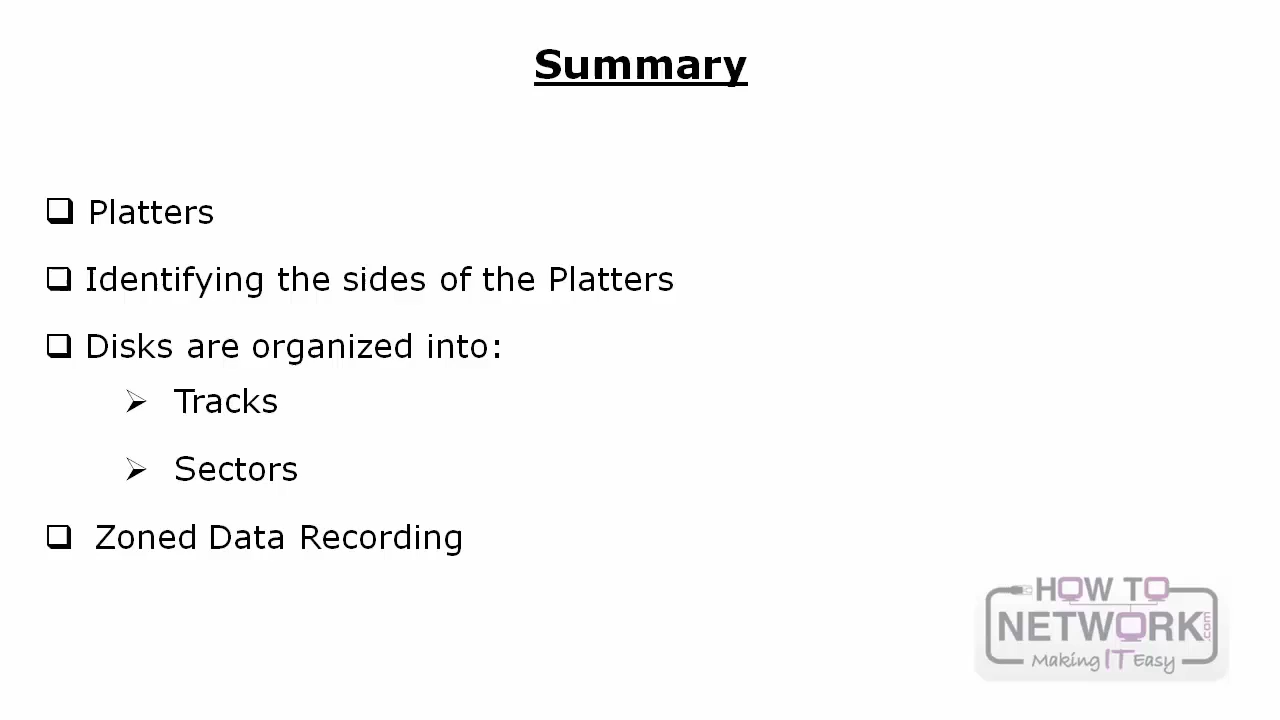 Summary
Platters
Identifying the sides of the Platters
Disks are organized into:
Tracks
Sectors
Zoned Data Recording
HOW TO
NETWORK.com
Making IT Easy